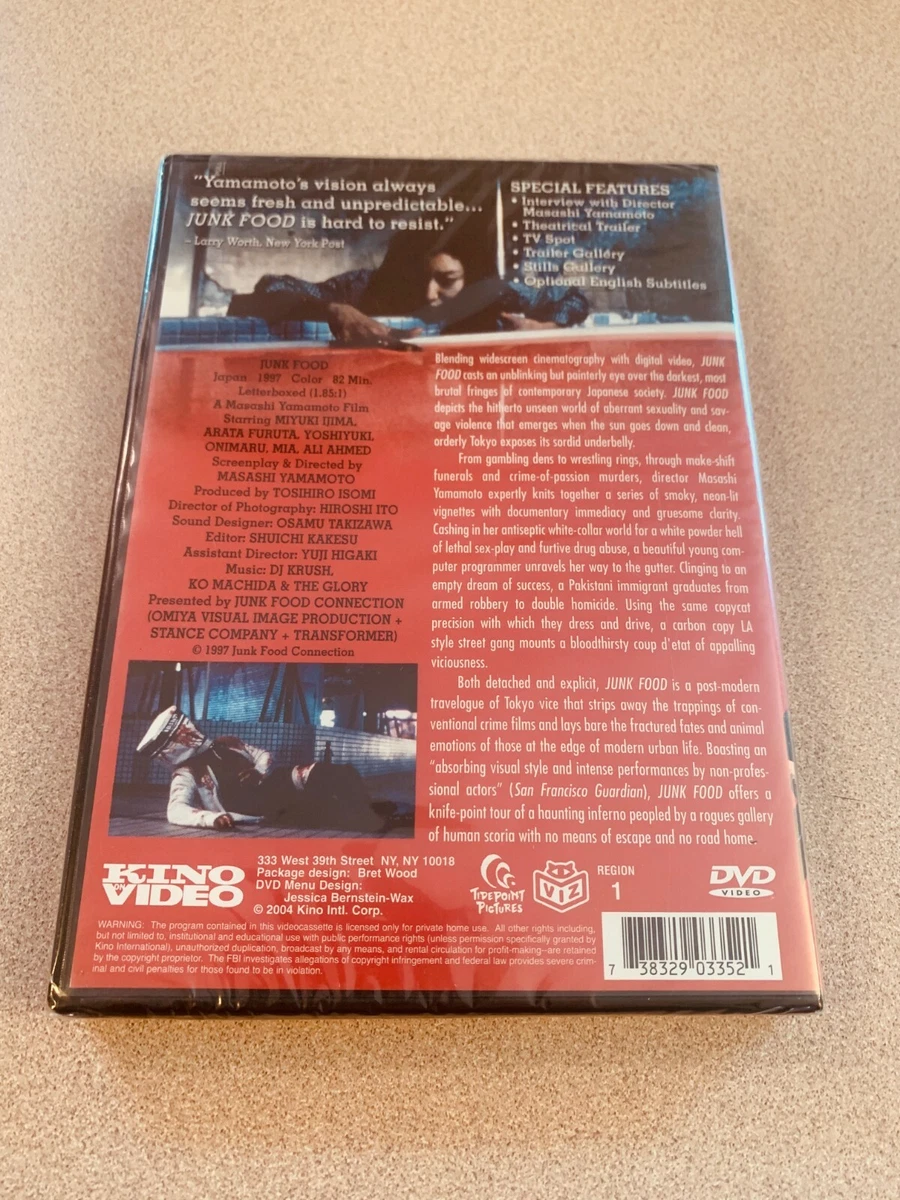 "Yamamoto's vision always
seems fresh and unpredictable...
JUNK FOOD is hard to resist."
– Larry Worth, New York Post
SPECIAL FEATURES
• Interview with Director
Masashi Yamamoto
• Theatrical Trailer
• TV Spot
• Trailer Gallery
• Stills Gallery
• Optional English Subtitles
JUNK FOOD
Japan 1997 Color 82 Min.
Letterboxed (1.85:1)
A Masashi Yamamoto Film
Starring MIYUKI IJIMA,
ARATA FURUTA, YOSHIYUKI,
ONIMARU, MIA, ALI AHMED
Screenplay & Directed by
MASASHI YAMAMOTO
Produced by TOSIHIRO ISOMI
Director of Photography: HIROSHI ITO
Sound Designer: OSAMU TAKIZAWA
Editor: SHUICHI KAKESU
Assistant Director: YUJI HIGAKI
Music: DJ KRUSH,
KO MACHIDA & THE GLORY
Presented by JUNK FOOD CONNECTION
(OMIYA VISUAL IMAGE PRODUCTION +
STANCE COMPANY + TRANSFORMER)
© 1997 Junk Food Connection
Blending widescreen cinematography with digital video, JUNK
FOOD casts an unblinking but painterly eye over the darkest, most
brutal fringes of contemporary Japanese society. JUNK FOOD
depicts the hitherto unseen world of aberrant sexuality and sav-
age violence that emerges when the sun goes down and clean,
orderly Tokyo exposes its sordid underbelly.
From gambling dens to wrestling rings, through make-shift
funerals and crime-of-passion murders, director Masashi
Yamamoto expertly knits together a series of smoky, neon-lit
vignettes with documentary immediacy and gruesome clarity.
Cashing in her antiseptic white-collar world for a white powder hell
of lethal sex-play and furtive drug abuse, a beautiful young com-
puter programmer unravels her way to the gutter. Clinging to an
empty dream of success, a Pakistani immigrant graduates from
armed robbery to double homicide. Using the same copycat
precision with which they dress and drive, a carbon copy LA
style street gang mounts a bloodthirsty coup d'etat of appalling
viciousness.
Both detached and explicit, JUNK FOOD is a post-modern
travelogue of Tokyo vice that strips away the trappings of con-
ventional crime films and lays bare the fractured fates and animal
emotions of those at the edge of modern urban life. Boasting an
"absorbing visual style and intense performances by non-profes-
sional actors" (San Francisco Guardian), JUNK FOOD offers a
knife-point tour of a haunting inferno peopled by a rogues gallery
of human scoria with no means of escape and no road home.
KINO
ON
VIDEO
333 West 39th Street NY, NY 10018
Package design: Bret Wood
DVD Menu Design:
Jessica Bernstein-Wax
© 2004 Kino Intl. Corp.
TIDEPOINT
PICTURES
VIZ
REGION
1
DVD
VIDEO
WARNING: The program contained in this videocassette is licensed only for private home use. All other rights including,
but not limited to, institutional and educational use with public performance rights (unless permission specifically granted by
Kino International), unauthorized duplication, broadcast by any means, and rental circulation for profit-making--are retained
by the copyright proprietor. The FBI investigates allegations of copyright infringement and federal law provides severe crim-
inal and civil penalties for those found to be in violation.
7 38329 03352 1